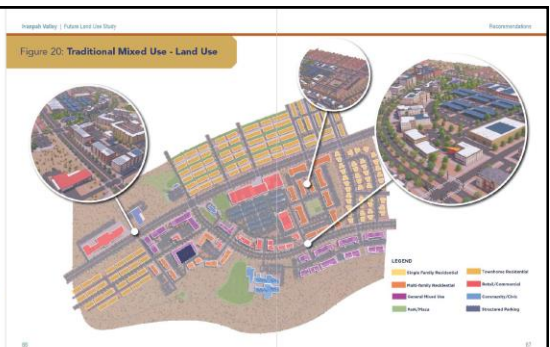 Ivanpah Valley | Future Land Use Study
Recommendations
Figure 20: Traditional Mixed Use - Land Use
LEGEND
Single Family Residential
Townhome Residential
Multi-family Residential
Retail/Commercial
General Mixed Use
Community/Civic
Park/Plaza
Structured Parking